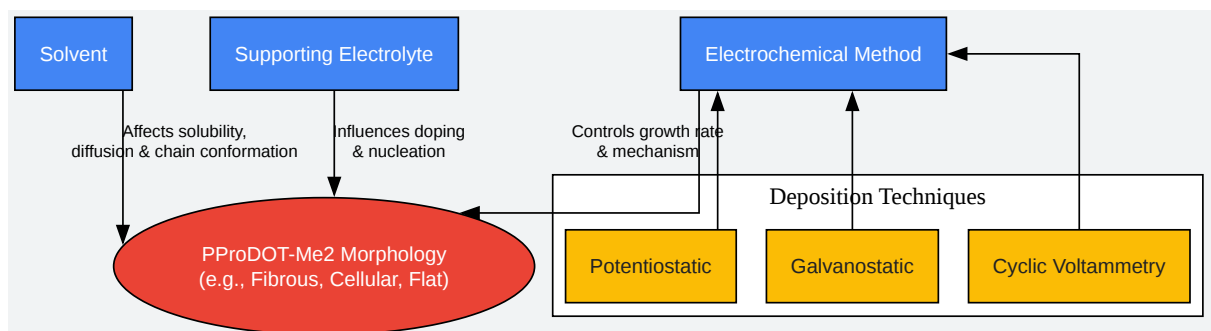 Solvent
Supporting Electrolyte
Electrochemical Method
Affects solubility,
diffusion & chain conformation
Influences doping
& nucleation
Controls growth rate
& mechanism
Deposition Techniques
PProDOT-Me2 Morphology
(e.g., Fibrous, Cellular, Flat)
Potentiostatic
Galvanostatic
Cyclic Voltammetry